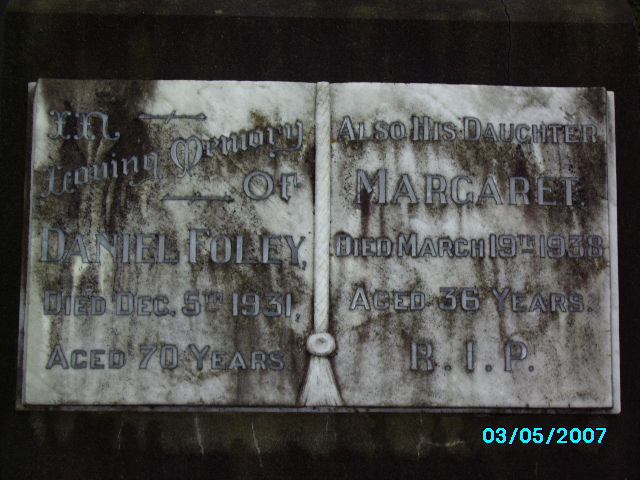 In
Loving Memory
OF
DANIEL FOLEY,
DIED DEC. 5TH 1931,
AGED 70 YEARS
ALSO HIS DAUGHTER
MARGARET.
DIED MARCH 19TH 1938
AGED 36 YEARS.
R.I.P.
03/05/2007